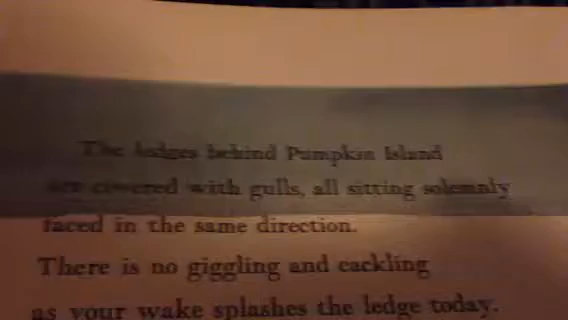 The ledges behind Pumpkin Island
are covered with gulls, all sitting solemnly
faced in the same direction.
There is no giggling and cackling
as your wake splashes the ledge today.